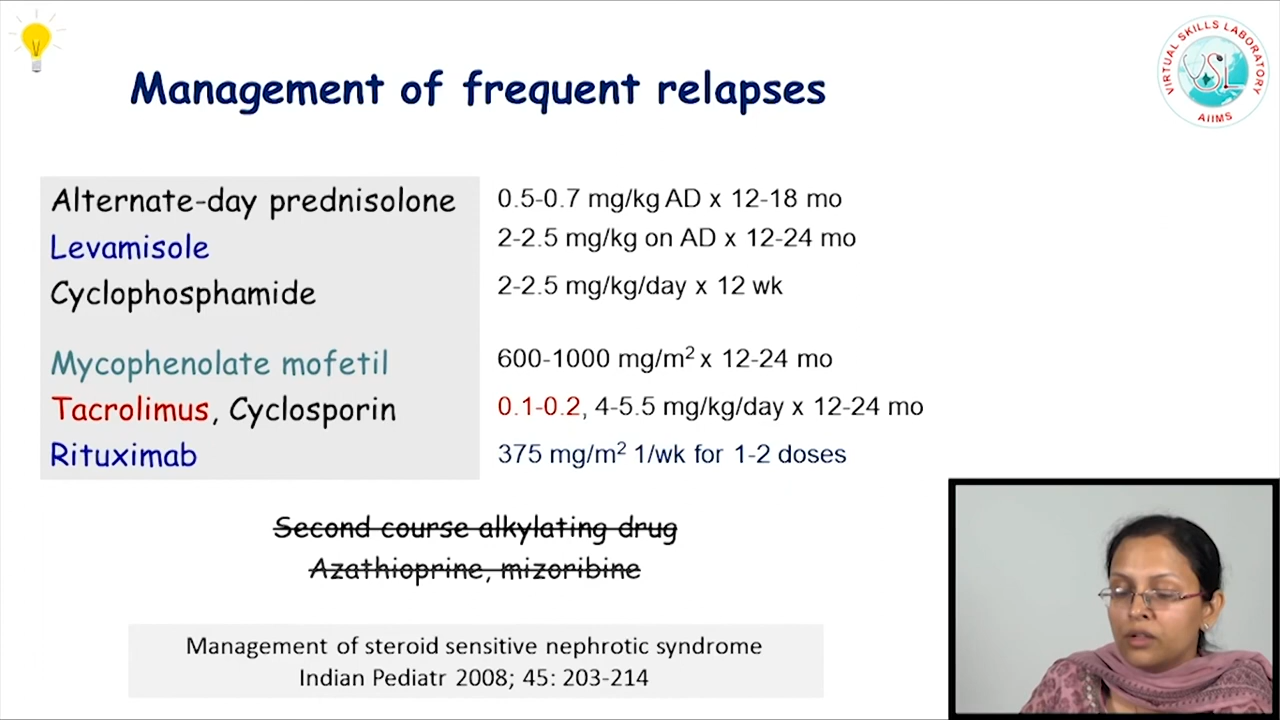 Management of frequent relapses
VIRTUAL SKILLS LABORATORY
VSL
AIIMS
Alternate-day prednisolone 0.5-0.7 mg/kg AD x 12-18 mo
Levamisole 2-2.5 mg/kg on AD x 12-24 mo
Cyclophosphamide 2-2.5 mg/kg/day x 12 wk
Mycophenolate mofetil 600-1000 mg/m² x 12-24 mo
Tacrolimus, Cyclosporin 0.1-0.2, 4-5.5 mg/kg/day x 12-24 mo
Rituximab 375 mg/m² 1/wk for 1-2 doses
Second course alkylating drug
Azathioprine, mizoribine
Management of steroid sensitive nephrotic syndrome
Indian Pediatr 2008; 45: 203-214